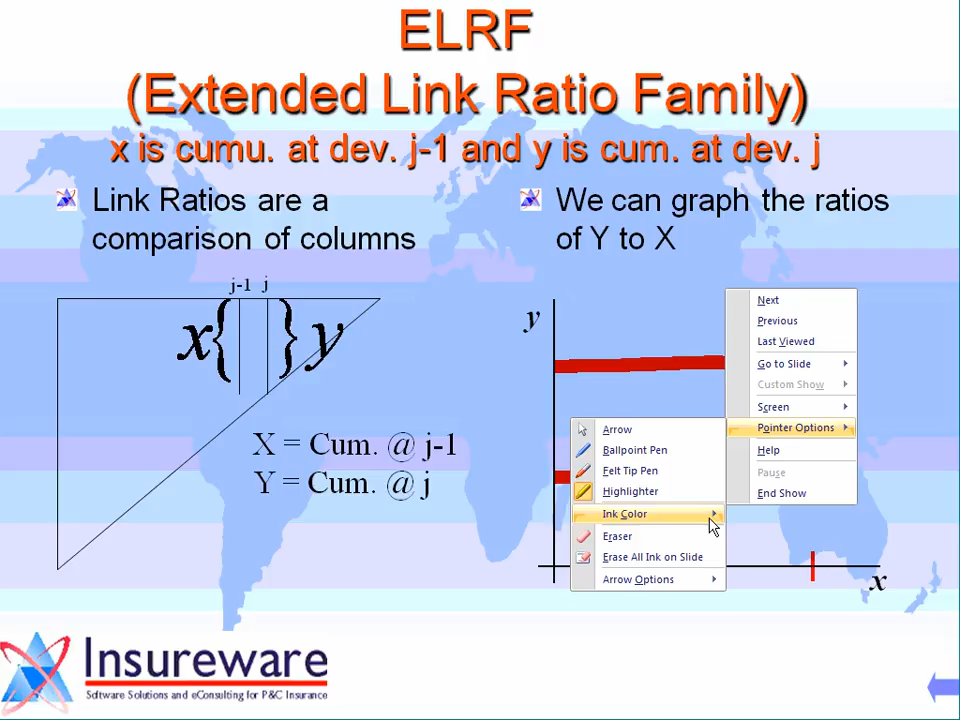 ELRF
(Extended Link Ratio Family)
x is cumu. at dev. j-1 and y is cum. at dev. j
Link Ratios are a
comparison of columns
We can graph the ratios
of Y to X
j-1 j
x{ } y
X = Cum. @ j-1
Y = Cum. @ j
y
x
Next
Previous
Last Viewed
Go to Slide
Custom Show
Screen
Pointer Options
Help
Pause
End Show
Arrow
Ballpoint Pen
Felt Tip Pen
Highlighter
Ink Color
Eraser
Erase All Ink on Slide
Arrow Options
Insureware
Software Solutions and eConsulting for P&C Insurance